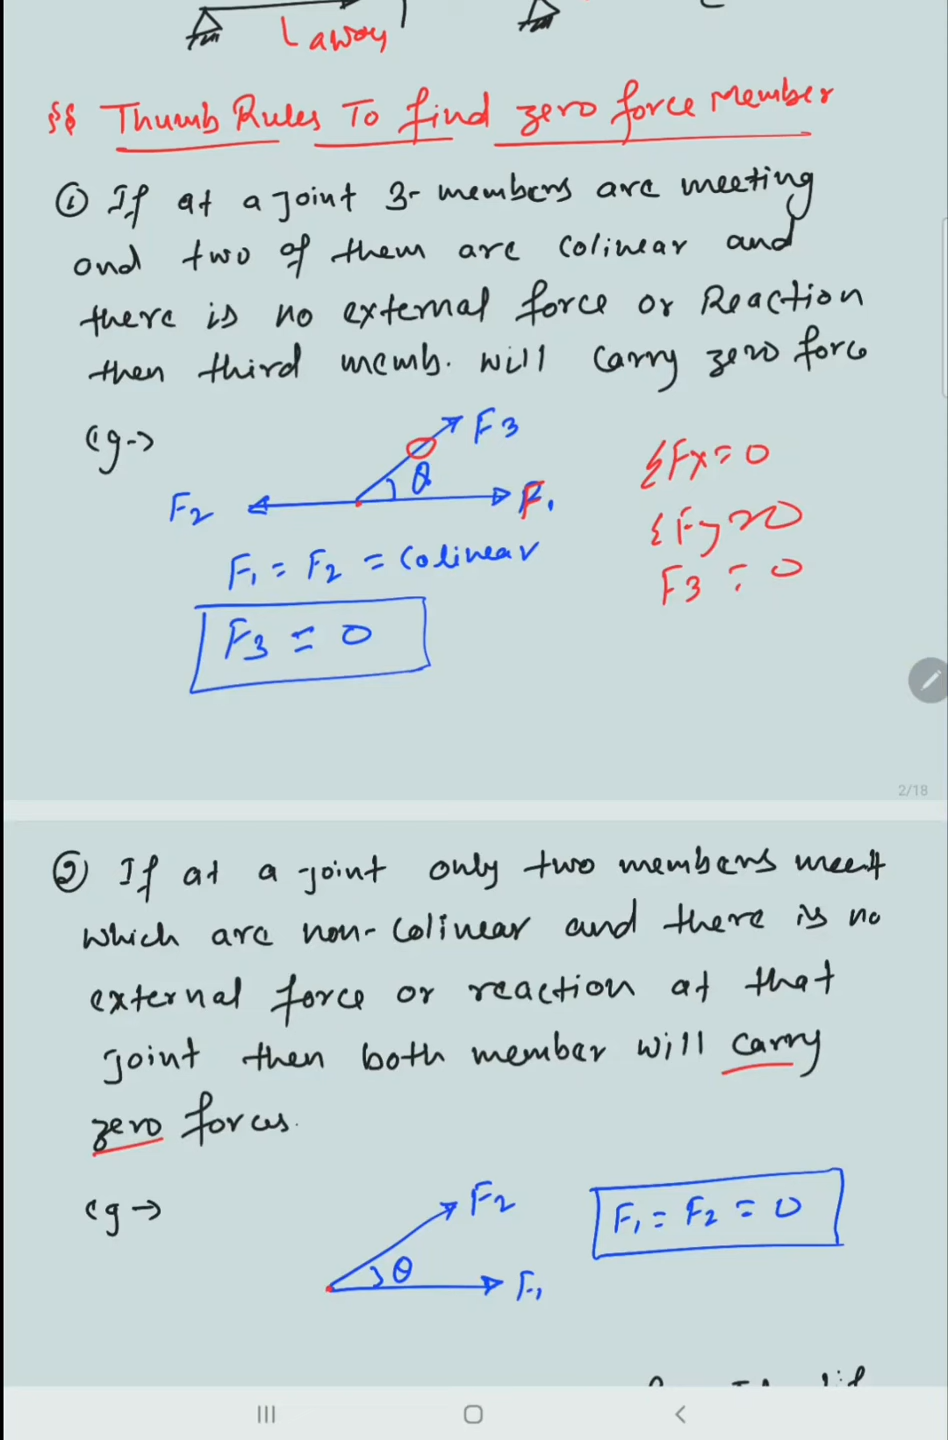 Laway
§§ Thumb Rules To find zero force Member
① If at a joint 3- members are meeting
and two of them are colinear and
there is no external force or Reaction
then third memb. will carry zero force
eg->
F3
θ
F2
F1
F1 = F2 = Colinear
F3 = 0
ΣFx = 0
ΣFy = 0
F3 = 0
2/18
② If at a joint only two members meet
which are non-colinear and there is no
external force or reaction at that
joint then both member will carry
zero forces.
eg →
F2
θ
F1
F1 = F2 = 0